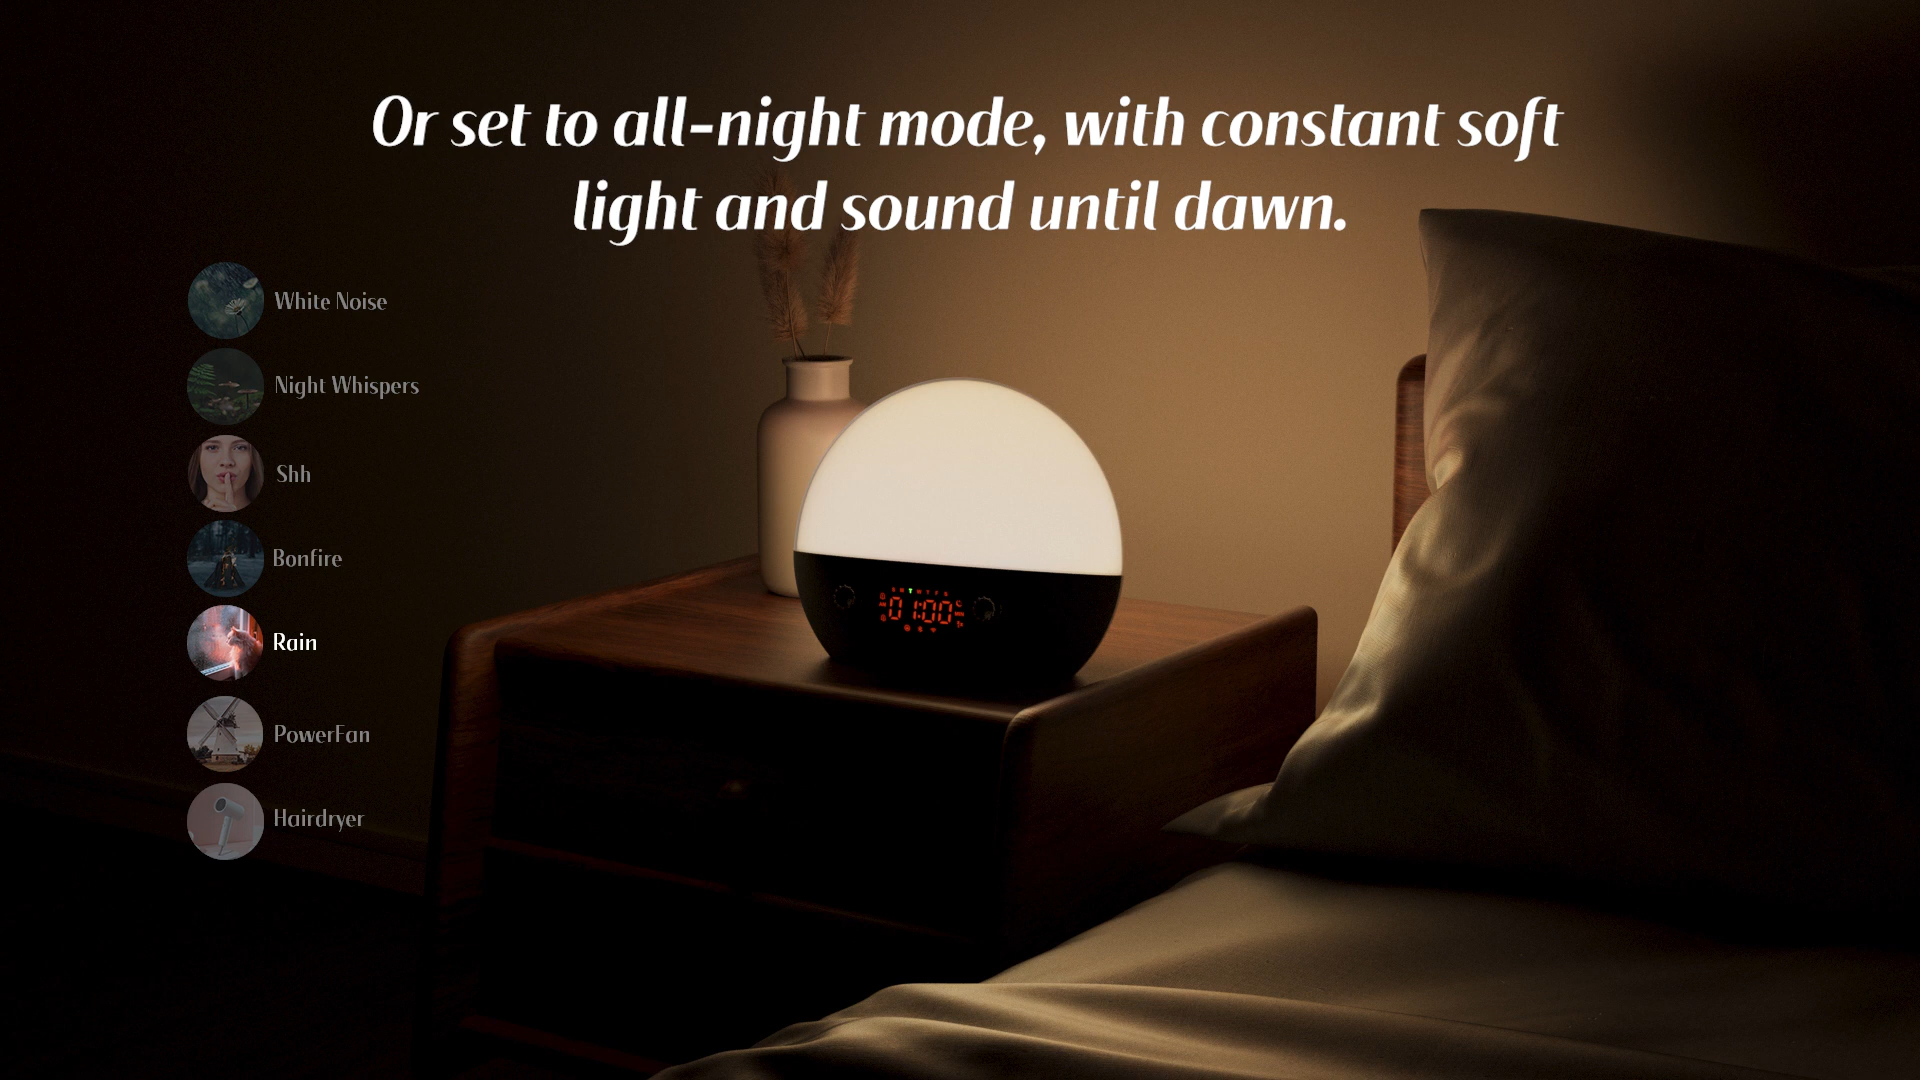 Or set to all-night mode, with constant soft
light and sound until dawn.
White Noise
Night Whispers
Shh
Bonfire
Rain
PowerFan
Hairdryer
01:00